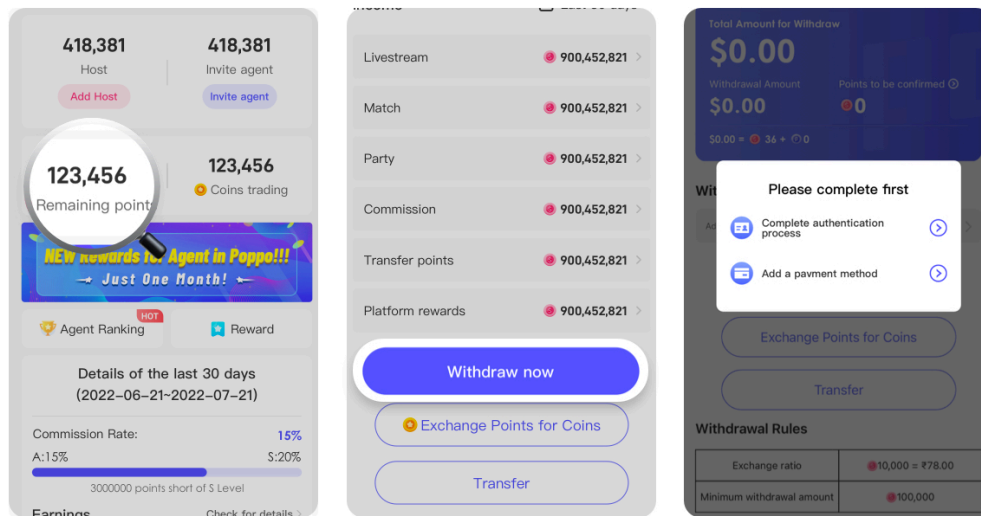 418,381
418,381
Host
Invite agent
Add Host
Invite agent
123,456
123,456
Remaining points
Coins trading
NEW Rewards for Agent in Poppo!!!
Just One Month!
HOT
Agent Ranking
Reward
Details of the last 30 days
(2022-06-21~2022-07-21)
Commission Rate:
15%
A:15%
S:20%
3000000 points short of S Level
Earnings
Check for details >
Income
Last 30 days
Livestream
900,452,821 >
Match
900,452,821 >
Party
900,452,821 >
Commission
900,452,821 >
Transfer points
900,452,821 >
Platform rewards
900,452,821 >
Withdraw now
Exchange Points for Coins
Transfer
Total Amount for Withdraw
$0.00
Withdrawal Amount
Points to be confirmed
$0.00
0
$0.00 = 36 + 0
Wit
Ad
Please complete first
Complete authentication
process
Add a pavment method
Exchange Points for Coins
Transfer
Withdrawal Rules
Exchange ratio
10,000 = ₹78.00
Minimum withdrawal amount
100,000